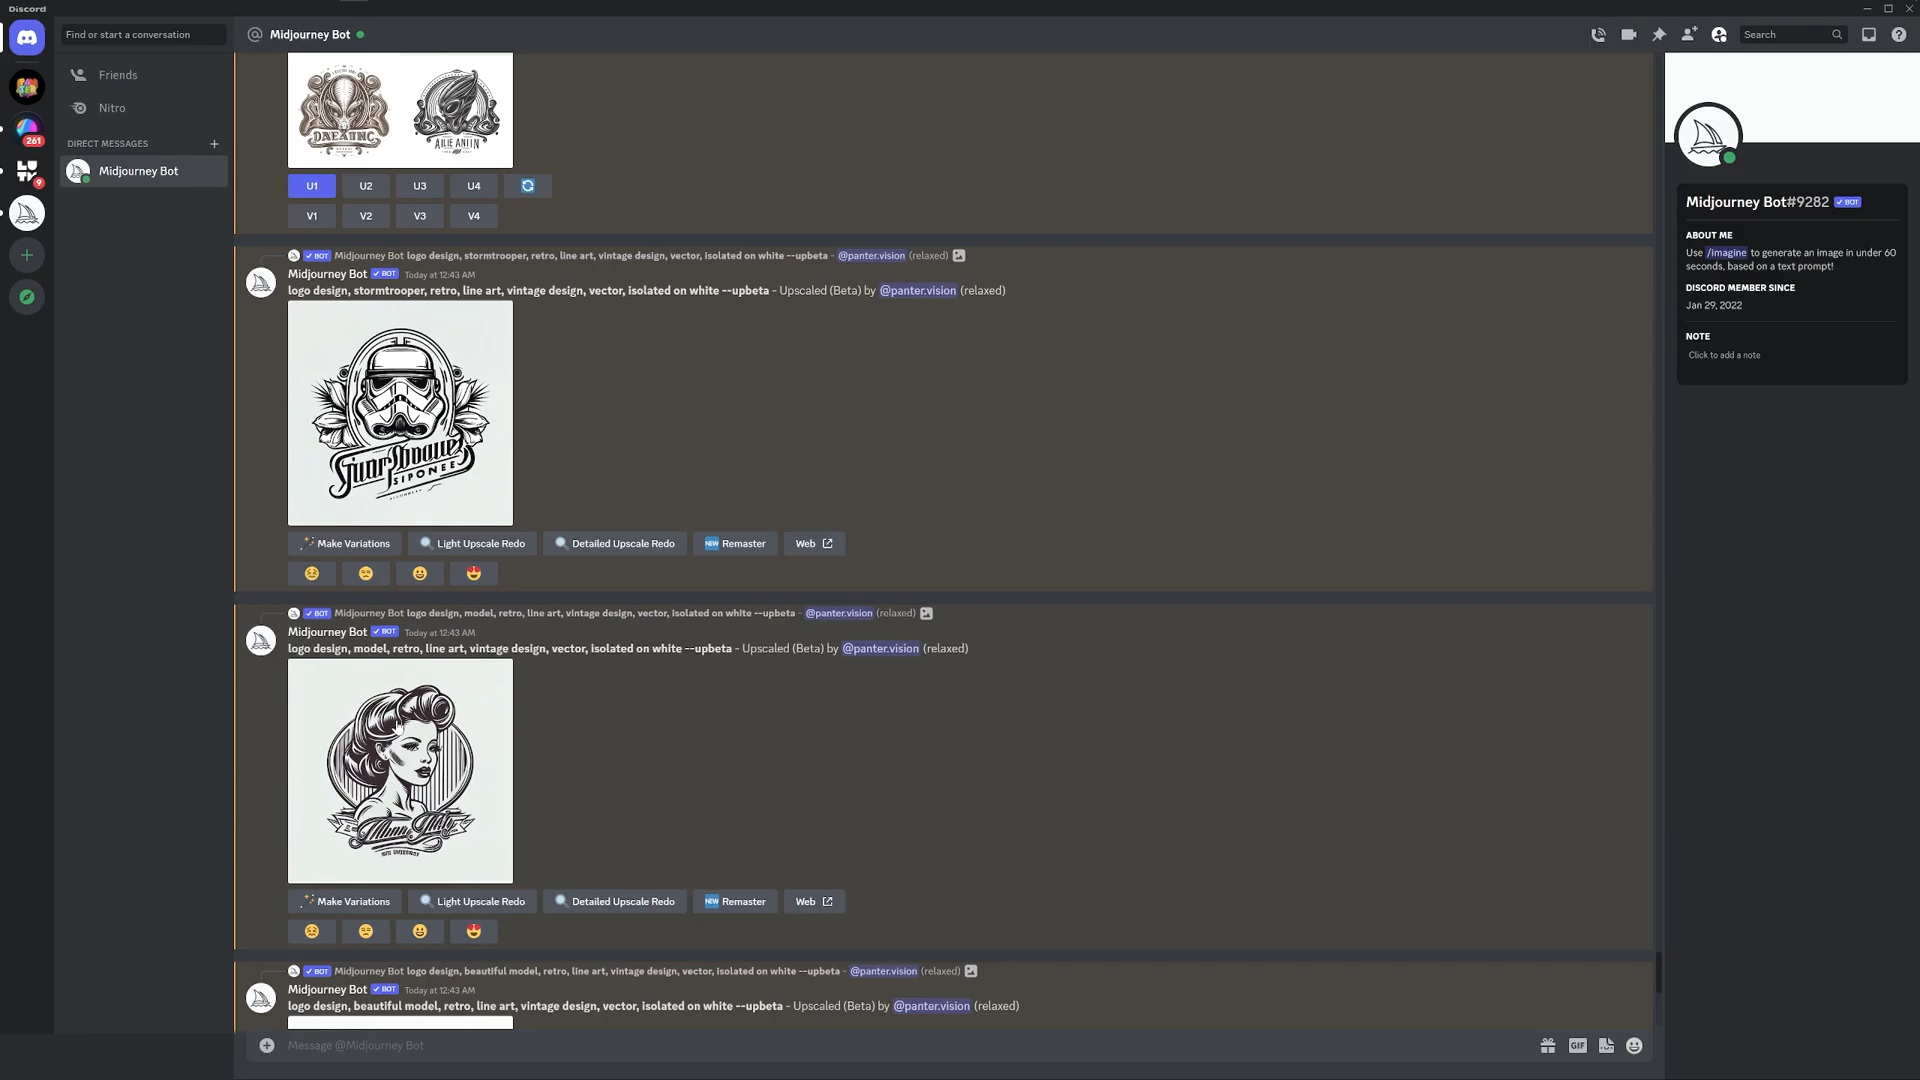 Discord
Find or start a conversation
Midjourney Bot
Search
Friends
Nitro
DIRECT MESSAGES
Midjourney Bot
261
9
DAEXINC
AILIE ANIIN
U1 U2 U3 U4
V1 V2 V3 V4
BOT Midjourney Bot logo design, stormtrooper, retro, line art, vintage design, vector, isolated on white --upbeta - @panter.vision (relaxed)
Midjourney Bot BOT Today at 12:43 AM
logo design, stormtrooper, retro, line art, vintage design, vector, isolated on white --upbeta - Upscaled (Beta) by @panter.vision (relaxed)
SIPONEE
Make Variations Light Upscale Redo Detailed Upscale Redo NEW Remaster Web
BOT Midjourney Bot logo design, model, retro, line art, vintage design, vector, isolated on white --upbeta - @panter.vision (relaxed)
Midjourney Bot BOT Today at 12:43 AM
logo design, model, retro, line art, vintage design, vector, isolated on white --upbeta - Upscaled (Beta) by @panter.vision (relaxed)
Make Variations Light Upscale Redo Detailed Upscale Redo NEW Remaster Web
BOT Midjourney Bot logo design, beautiful model, retro, line art, vintage design, vector, isolated on white --upbeta - @panter.vision (relaxed)
Midjourney Bot BOT Today at 12:43 AM
logo design, beautiful model, retro, line art, vintage design, vector, isolated on white --upbeta - Upscaled (Beta) by @panter.vision (relaxed)
Message @Midjourney Bot
GIF
Midjourney Bot#9282 BOT
ABOUT ME
Use /imagine to generate an image in under 60
seconds, based on a text prompt!
DISCORD MEMBER SINCE
Jan 29, 2022
NOTE
Click to add a note